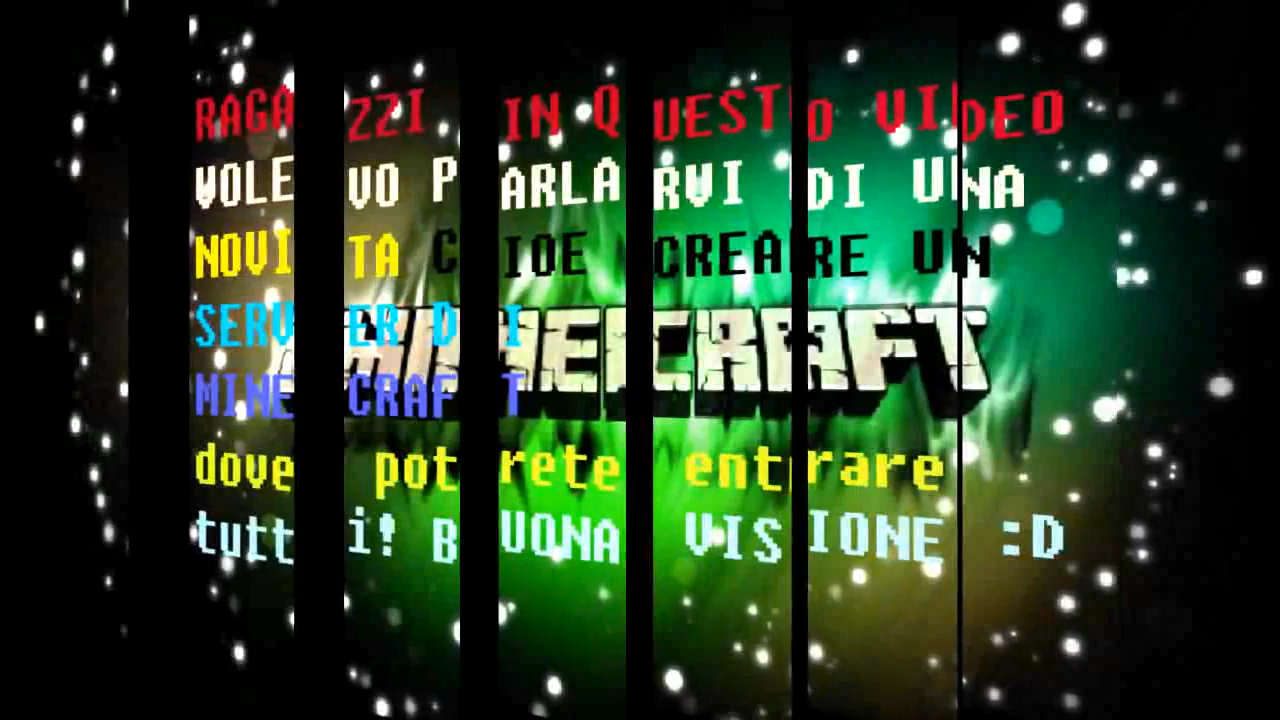 RAGAZZI IN QUESTO VIDEO
VOLEVO PARLARVI DI UNA
NOVITA CIOE CREARE UN
SERVER DI
MINECRAFT
MINECRAFT
dove potrete entrare
tutti! BUONA VISIONE :D